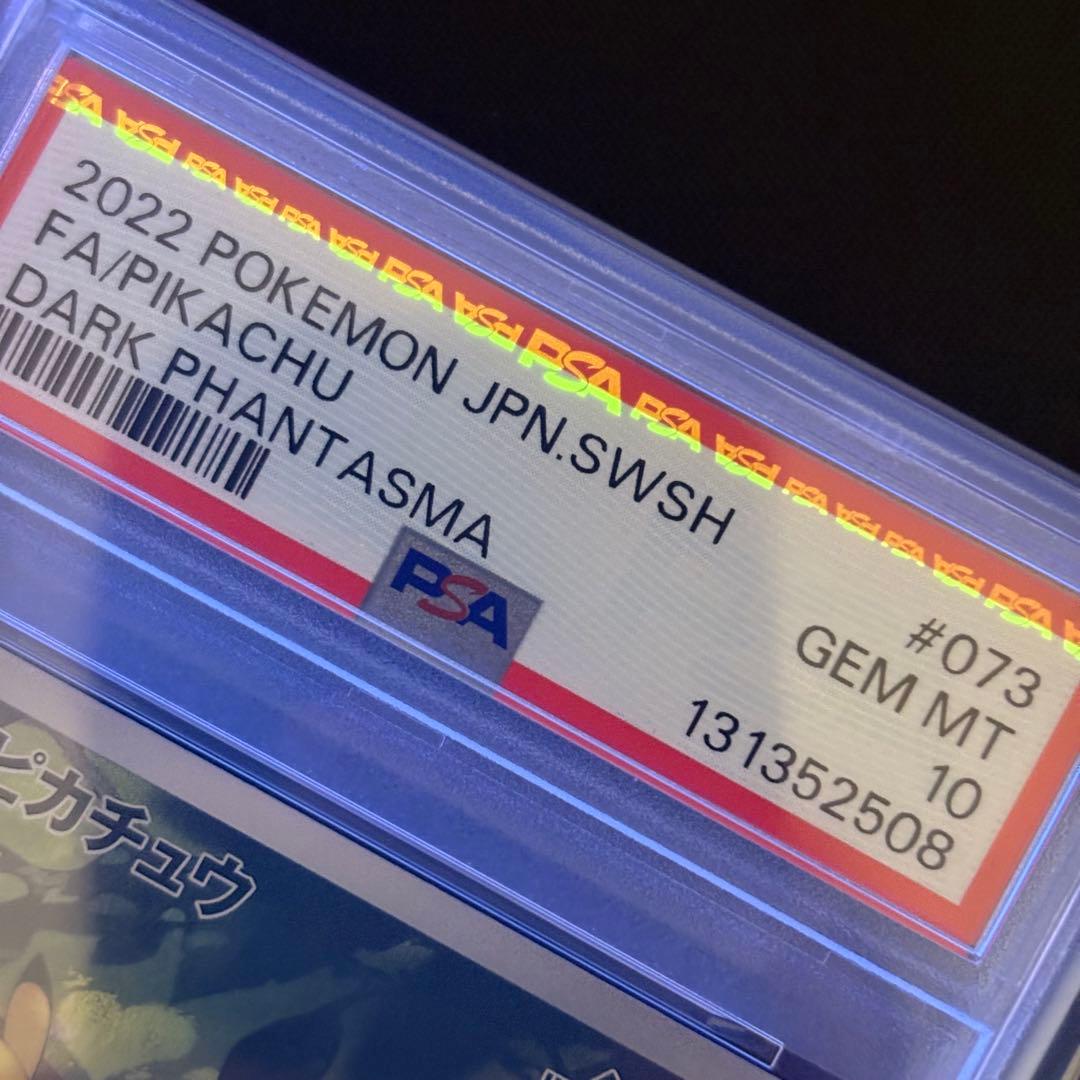 2022 POKEMON JPN.SWSH
#073
FA/PIKACHU
GEM MT
DARK PHANTASMA
10
PSA
131352508
ピカチュウ